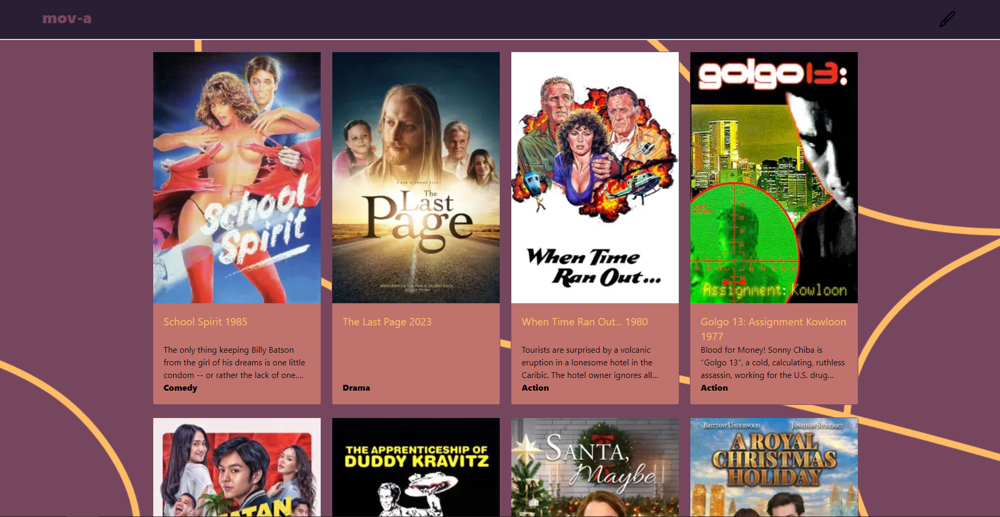 mov-a
School
Spirit
A ROB DIAMOND FILM
The
Last
Page
BROTHERS ON THE RUN, A SACRED BOOK,
A LOVE STORY
When Time
Ran Out...
golgo13:
Assignment: Kowloon
School Spirit 1985
The only thing keeping Billy Batson
from the girl of his dreams is one little
condom -- or rather the lack of one....
Comedy
The Last Page 2023
Drama
When Time Ran Out... 1980
Tourists are surprised by a volcanic
eruption in a lonesome hotel in the
Caribic. The hotel owner ignores all...
Action
Golgo 13: Assignment Kowloon
1977
Blood for Money! Sonny Chiba is
"Golgo 13", a cold, calculating, ruthless
assassin, working for the U.S. drug...
Action
THE APPRENTICESHIP OF
DUDDY KRAVITZ
SANTA,
Maybe
BRITTANY UNDERWOOD
JONATHAN STODDARD
A ROYAL
CHRISTMAS
HOLIDAY